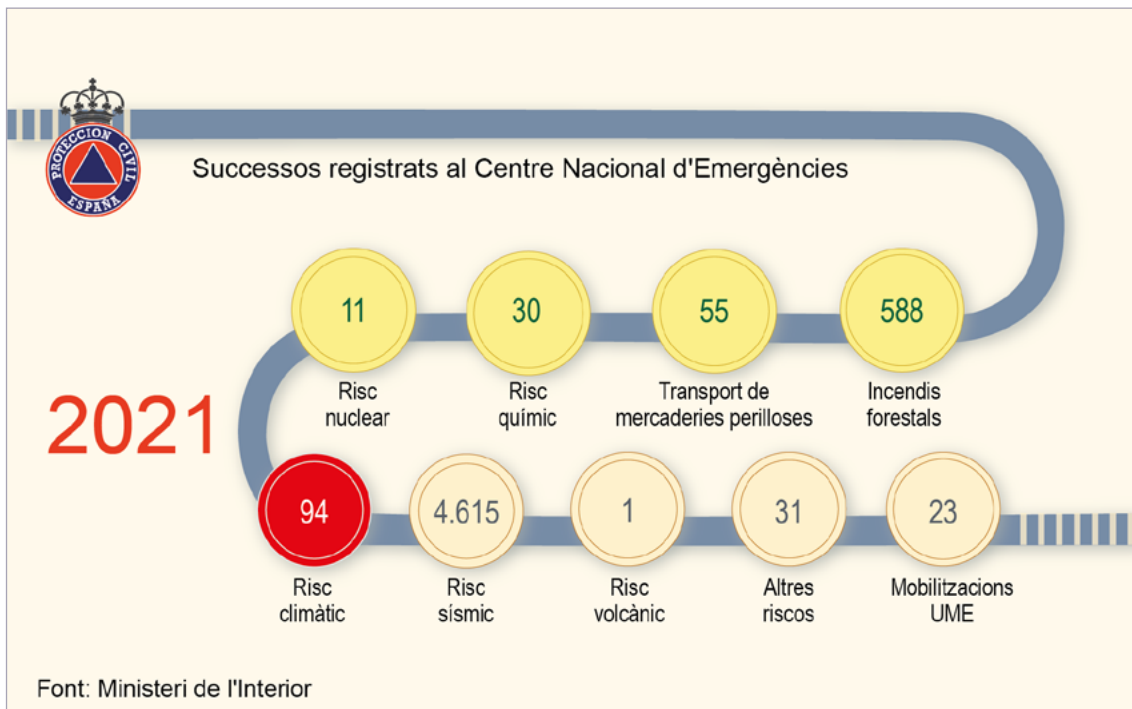 PROTECCION CIVIL
ESPAÑA
Successos registrats al Centre Nacional d'Emergències
11
30
55
588
Risc
nuclear
Risc
químic
Transport de
mercaderies perilloses
Incendis
forestals
2021
94
4.615
1
31
23
Risc
climàtic
Risc
sísmic
Risc
volcànic
Altres
riscos
Mobilitzacions
UME
Font: Ministeri de l'Interior